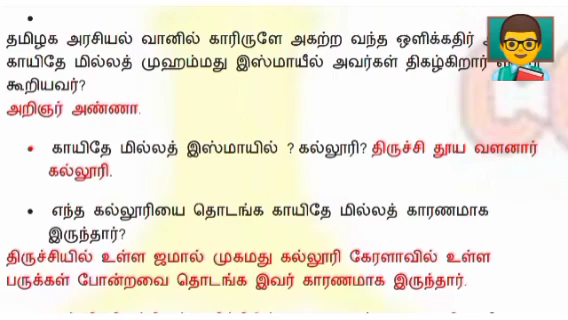 தமிழக அரசியல் வானில் காரிருளே அகற்ற வந்த ஒளிக்கதிர்
காயிதே மில்லத் முஹம்மது இஸ்மாயீல் அவர்கள் திகழ்கிறார்
கூறியவர்?
அறிஞர் அண்ணா.
• காயிதே மில்லத் இஸ்மாயில் ? கல்லூரி? திருச்சி தூய வளனார்
கல்லூரி.
• எந்த கல்லூரியை தொடங்க காயிதே மில்லத் காரணமாக
இருந்தார்?
திருச்சியில் உள்ள ஜமால் முகமது கல்லூரி கேரளாவில் உள்ள
பருக்கள் போன்றவை தொடங்க இவர் காரணமாக இருந்தார்.